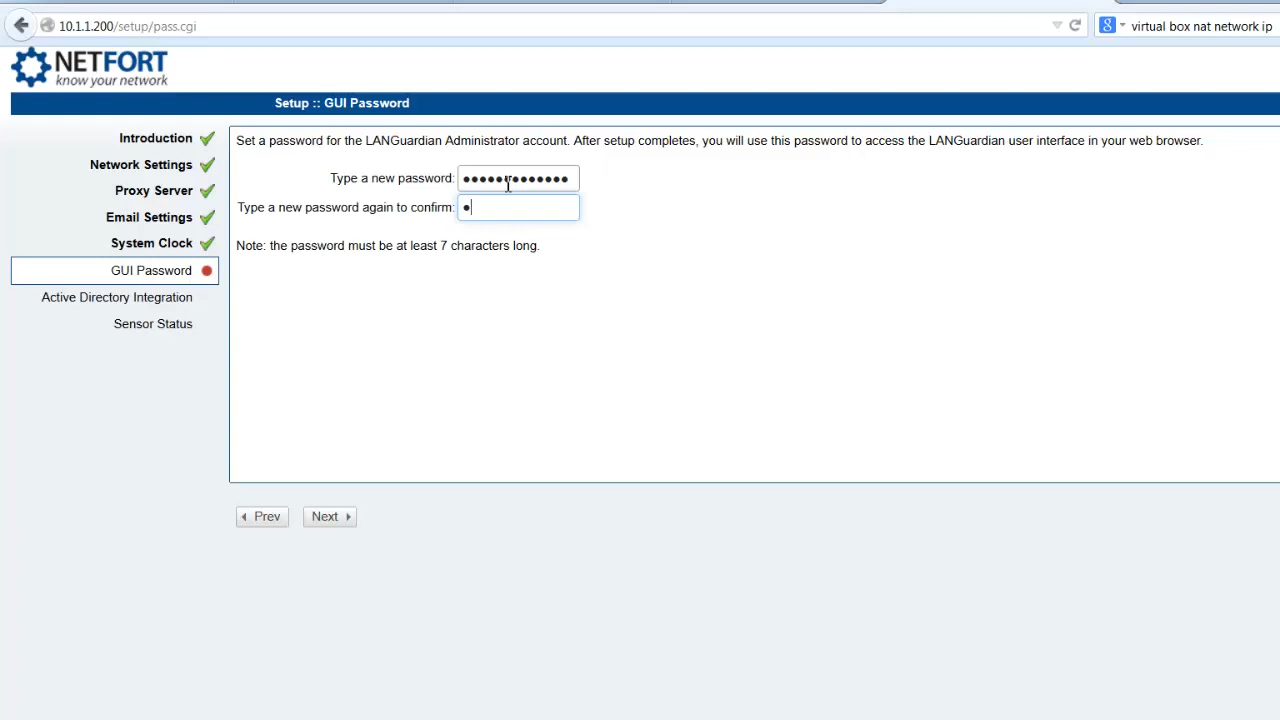 10.1.1.200/setup/pass.cgi
virtual box nat network ip
NETFORT
know your network
Setup :: GUI Password
Introduction
Network Settings
Proxy Server
Email Settings
System Clock
GUI Password
Active Directory Integration
Sensor Status
Set a password for the LANGuardian Administrator account. After setup completes, you will use this password to access the LANGuardian user interface in your web browser.
Type a new password: ●●●●●●●●●●●●●
Type a new password again to confirm: ●
Note: the password must be at least 7 characters long.
Prev
Next